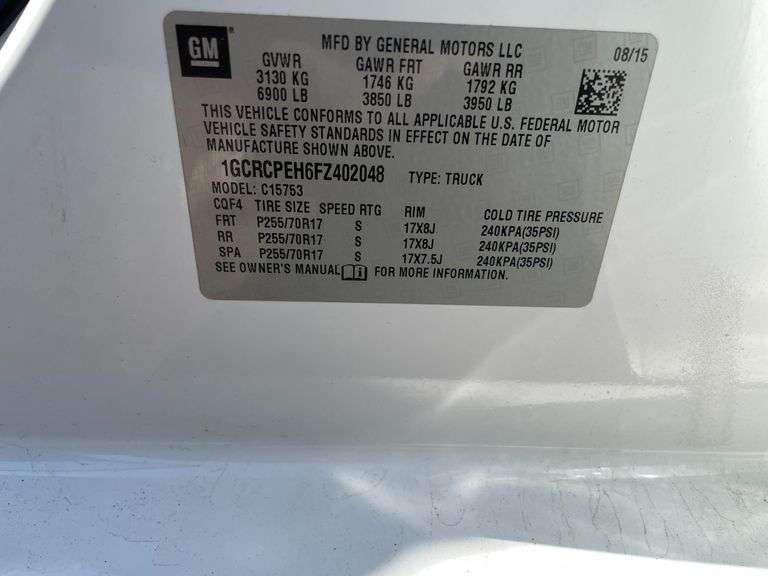 GM
MFD BY GENERAL MOTORS LLC 08/15
GVWR GAWR FRT GAWR RR
3130 KG 1746 KG 1792 KG
6900 LB 3850 LB 3950 LB
THIS VEHICLE CONFORMS TO ALL APPLICABLE U.S. FEDERAL MOTOR
VEHICLE SAFETY STANDARDS IN EFFECT ON THE DATE OF
MANUFACTURE SHOWN ABOVE.
1GCRCPEH6FZ402048 TYPE: TRUCK
MODEL: C15753
CQF4 TIRE SIZE SPEED RTG RIM COLD TIRE PRESSURE
FRT P255/70R17 S 17X8J 240KPA(35PSI)
RR P255/70R17 S 17X8J 240KPA(35PSI)
SPA P255/70R17 S 17X7.5J 240KPA(35PSI)
SEE OWNER'S MANUAL FOR MORE INFORMATION.